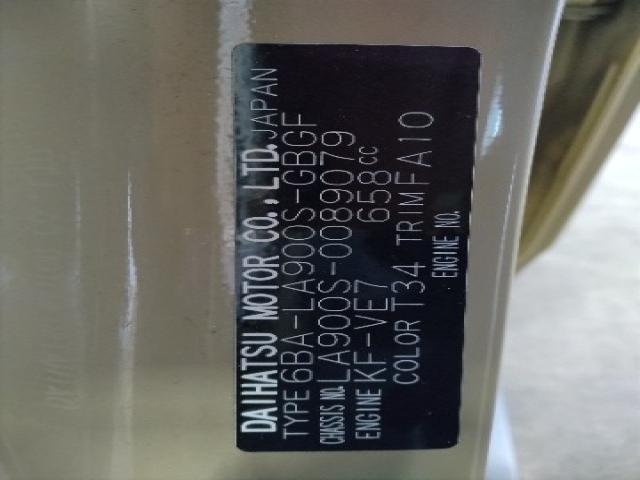 DAIHATSU MOTOR CO., LTD. JAPAN
TYPE 6BA-LA900S-GBGF
CHASSIS NO. LA900S-0089079
ENGINE KF-VE7 658cc
COLOR T34 TRIM FA10
ENGINE NO.